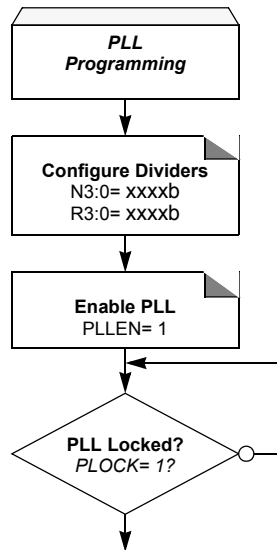 PLL
Programming
Configure Dividers
N3:0= xxxxb
R3:0= xxxxb
Enable PLL
PLLEN= 1
PLL Locked?
PLOCK= 1?